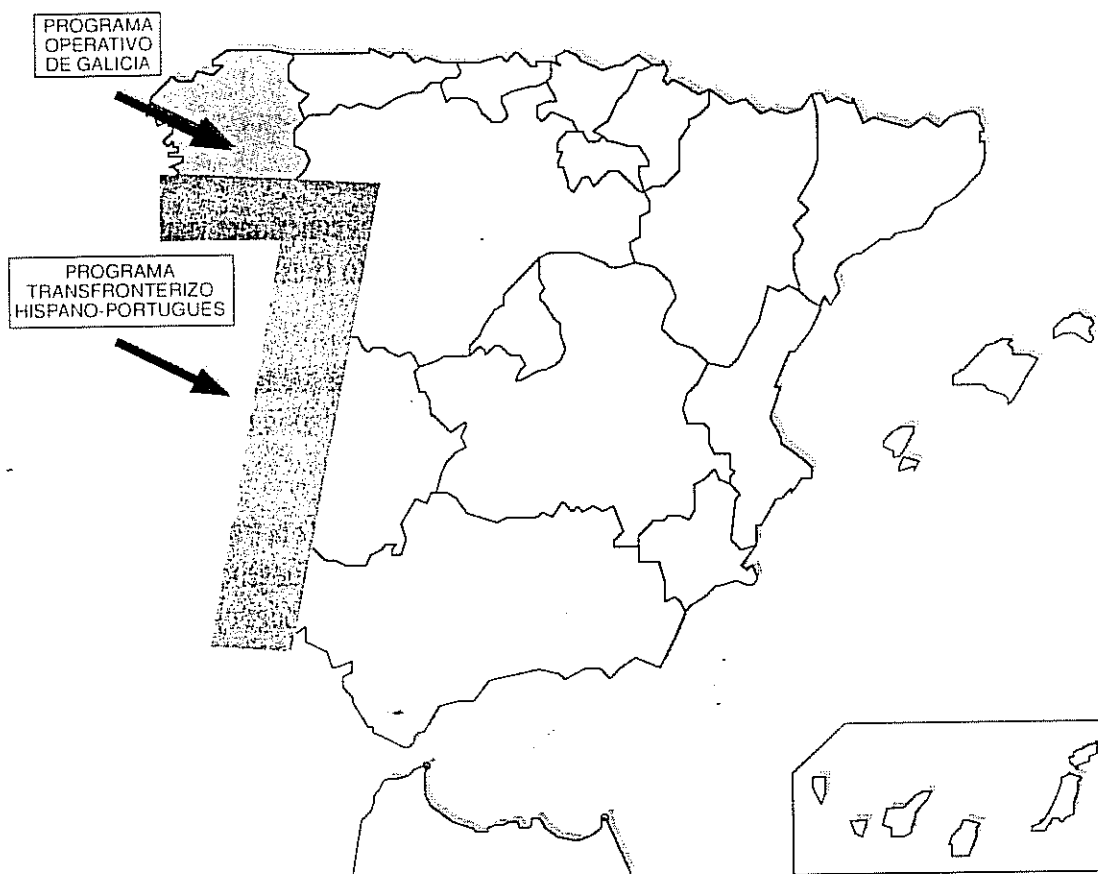 PROGRAMA
OPERATIVO
DE GALICIA
PROGRAMA
TRANSFRONTERIZO
HISPANO-PORTUGUES